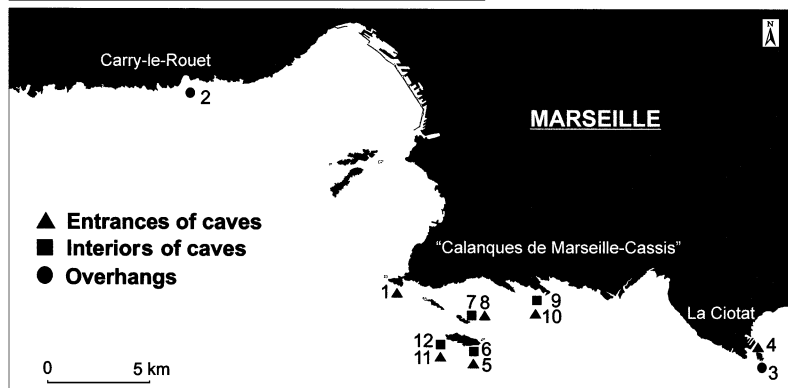 N
Carry-le-Rouet
2
MARSEILLE
Entrances of caves
Interiors of caves
Overhangs
"Calanques de Marseille-Cassis"
1
7 8
9
10
La Ciotat
4
3
12
11
6
5
0 5 km